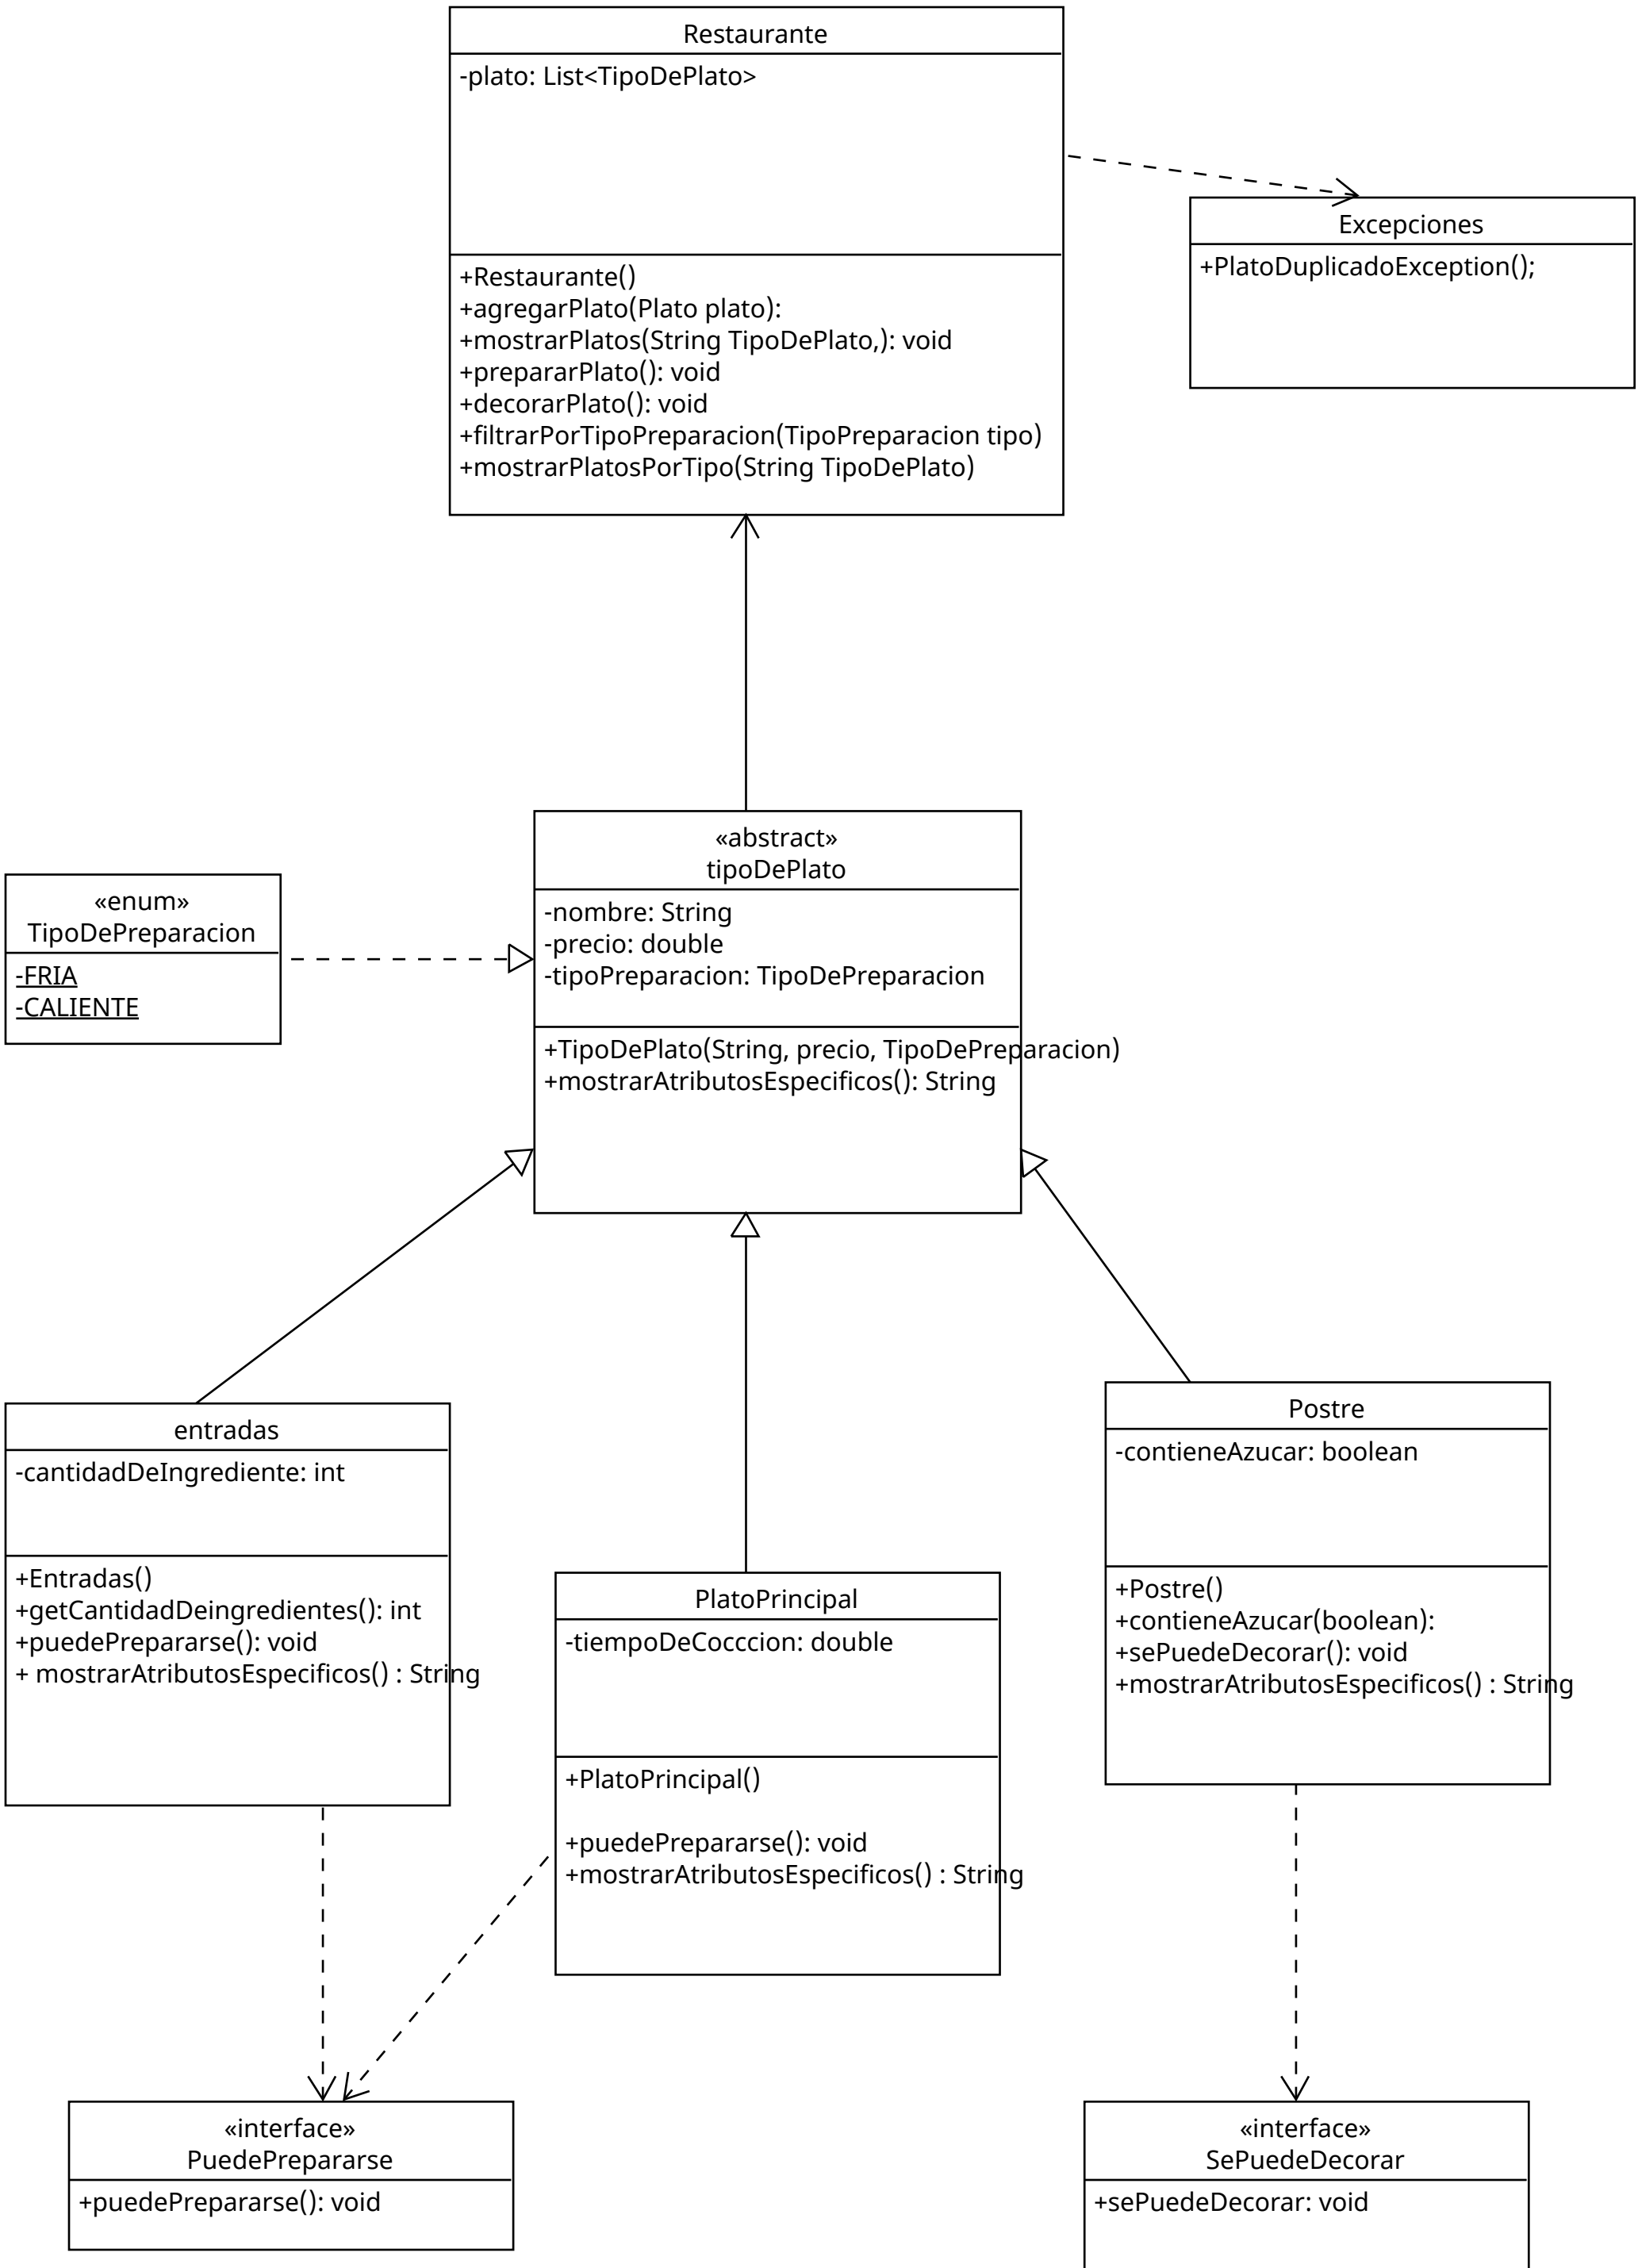 Restaurante
-plato: List<TipoDePlato>
+Restaurante()
+agregarPlato(Plato plato):
+mostrarPlatos(String TipoDePlato,): void
+prepararPlato(): void
+decorarPlato(): void
+filtrarPorTipoPreparacion(TipoPreparacion tipo)
+mostrarPlatosPorTipo(String TipoDePlato)
Excepciones
+PlatoDuplicadoException();
«abstract»
tipoDePlato
-nombre: String
-precio: double
-tipoPreparacion: TipoDePreparacion
+TipoDePlato(String, precio, TipoDePreparacion)
+mostrarAtributosEspecificos(): String
«enum»
TipoDePreparacion
-FRIA
-CALIENTE
entradas
-cantidadDeIngrediente: int
+Entradas()
+getCantidadDeingredientes(): int
+puedePrepararse(): void
+ mostrarAtributosEspecificos() : String
PlatoPrincipal
-tiempoDeCocccion: double
+PlatoPrincipal()
+puedePrepararse(): void
+mostrarAtributosEspecificos() : String
Postre
-contieneAzucar: boolean
+Postre()
+contieneAzucar(boolean):
+sePuedeDecorar(): void
+mostrarAtributosEspecificos() : String
«interface»
PuedePrepararse
+puedePrepararse(): void
«interface»
SePuedeDecorar
+sePuedeDecorar: void